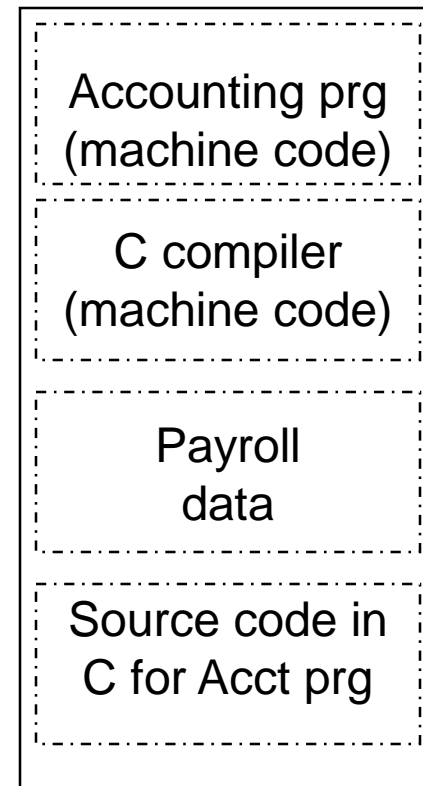 Accounting prg
(machine code)
C compiler
(machine code)
Payroll
data
Source code in
C for Acct prg